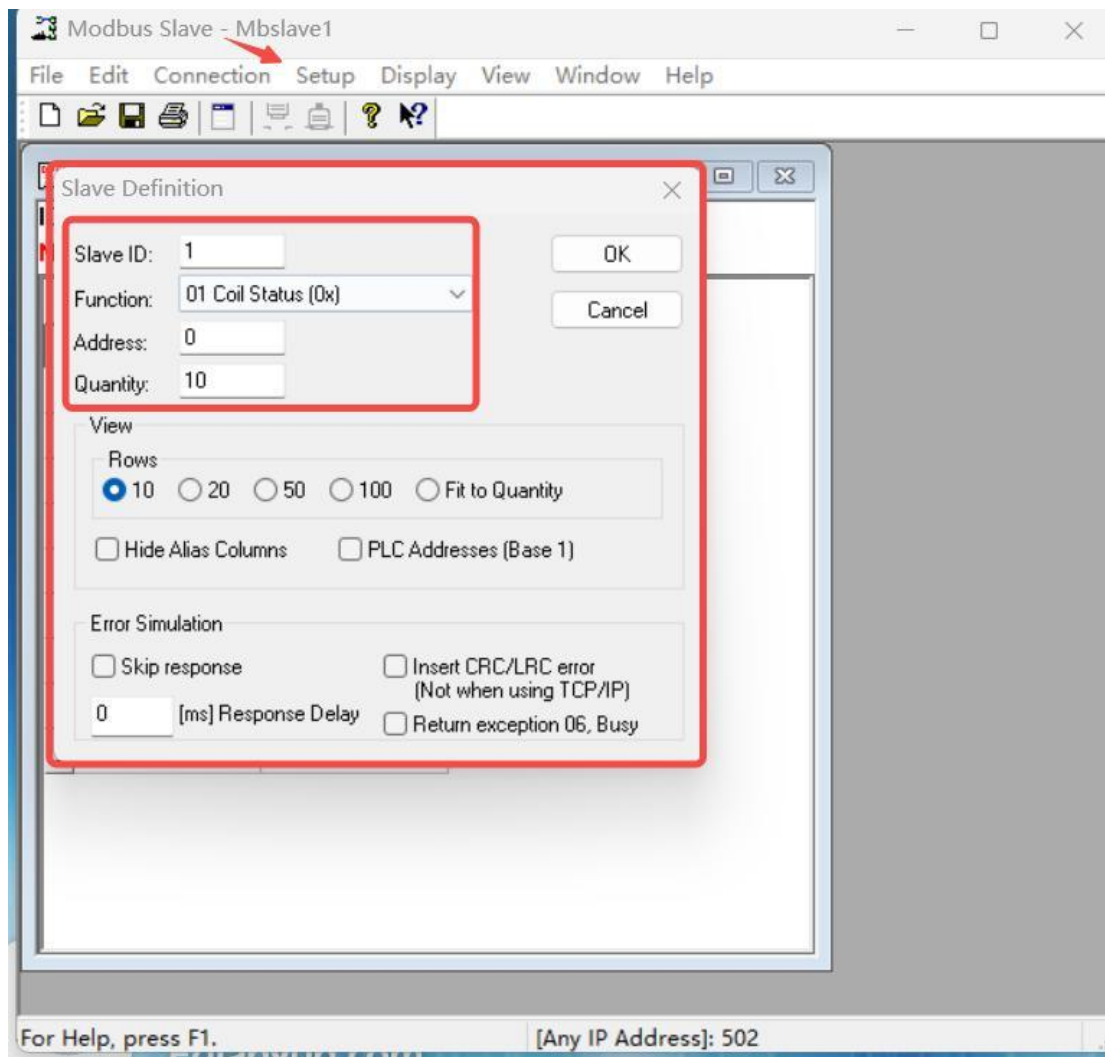 Modbus Slave - Mbslave1
File Edit Connection Setup Display View Window Help
Slave Definition
Slave ID: 1
OK
Function: 01 Coil Status (0x)
Cancel
Address: 0
Quantity: 10
View
Rows
10 20 50 100 Fit to Quantity
Hide Alias Columns PLC Addresses (Base 1)
Error Simulation
Skip response
Insert CRC/LRC error
(Not when using TCP/IP)
0 [ms] Response Delay
Return exception 06, Busy
For Help, press F1. [Any IP Address]: 502